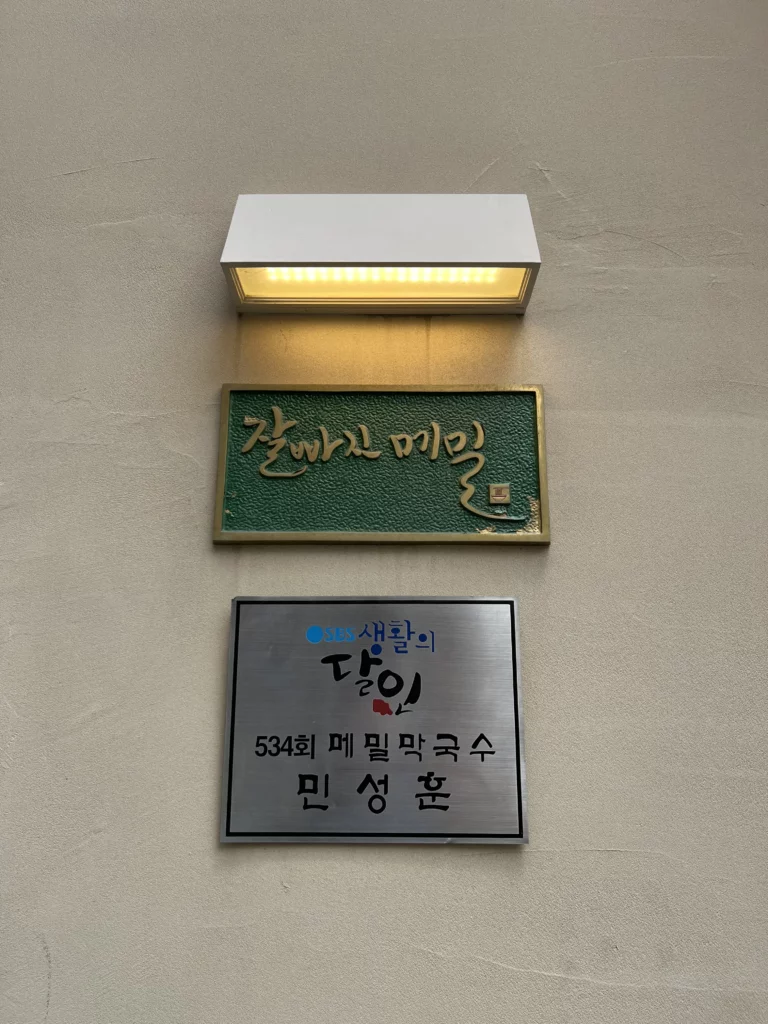 잘빠진 메밀
SBS 생활의
달인
534회 메밀막국수
민성훈